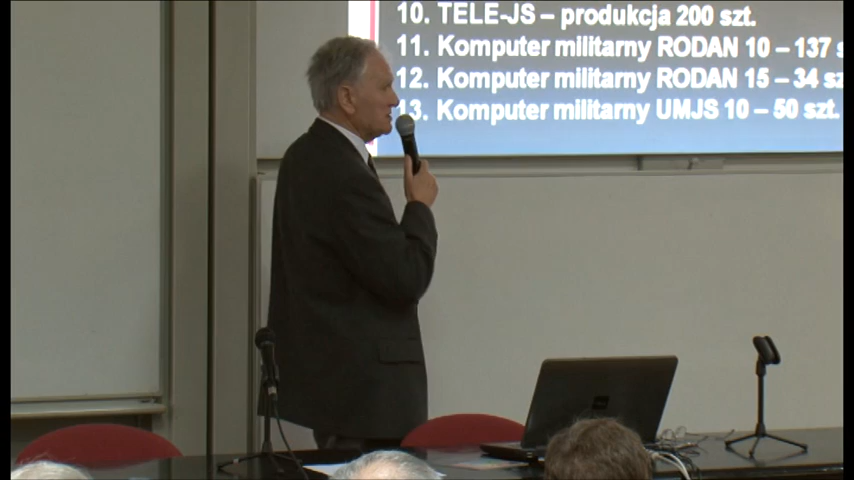 10. TELE-JS – produkcja 200 szt.
11. Komputer militarny RODAN 10 – 137 s
12. Komputer militarny RODAN 15 – 34 sz
13. Komputer militarny UMJS 10 – 50 szt.